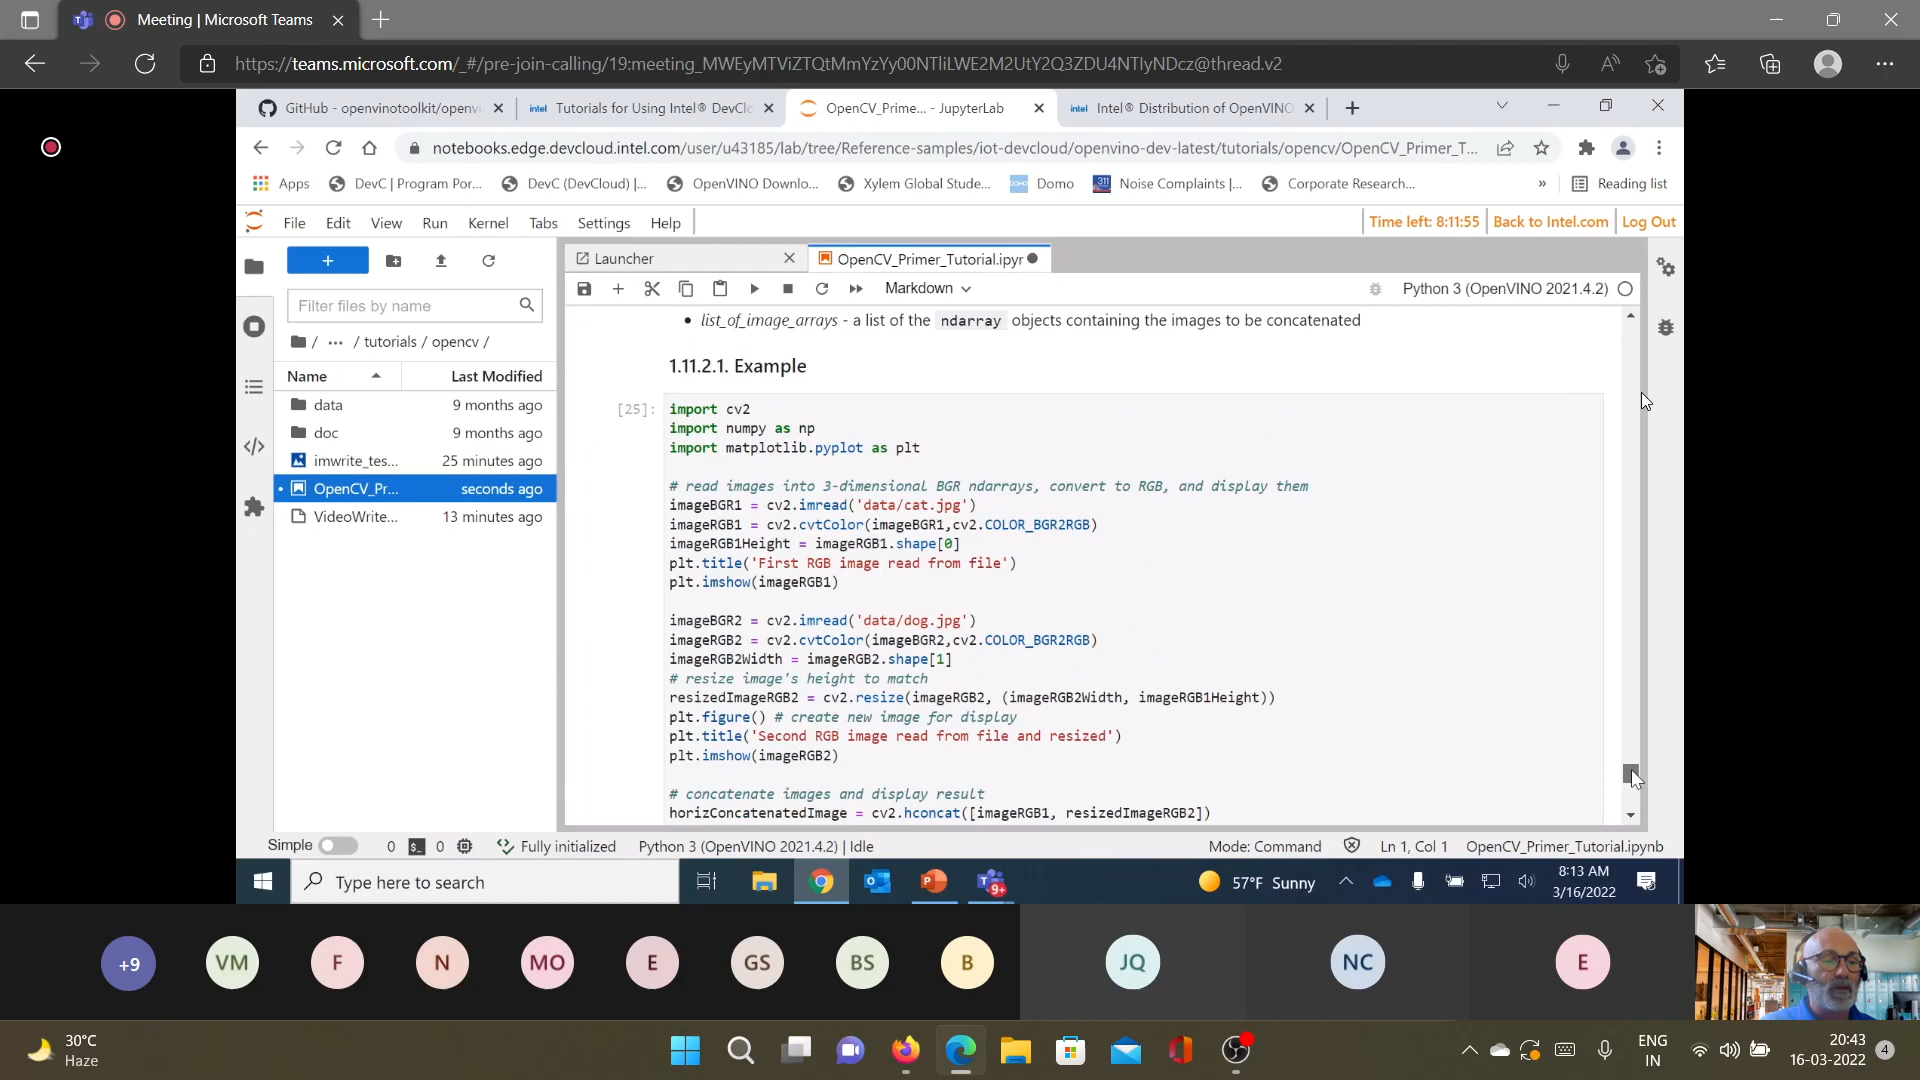 Meeting | Microsoft Teams
https://teams.microsoft.com/_#/pre-join-calling/19:meeting_MWEyMTViZTQtMmYzYy00NTliLWE2M2UtY2Q3ZDU4NTIyNDcz@thread.v2
GitHub - openvinotoolkit/openvi
intel Tutorials for Using Intel® DevClo
OpenCV_Prime... - JupyterLab
intel Intel® Distribution of OpenVINO
notebooks.edge.devcloud.intel.com/user/u43185/lab/tree/Reference-samples/iot-devcloud/openvino-dev-latest/tutorials/opencv/OpenCV_Primer_T...
Apps
DevC | Program Por...
DevC (DevCloud) |...
OpenVINO Downlo...
Xylem Global Stude...
DOMO Domo
311 Noise Complaints |...
Corporate Research...
»
Reading list
File Edit View Run Kernel Tabs Settings Help
Time left: 8:11:55 Back to Intel.com Log Out
Launcher
OpenCV_Primer_Tutorial.ipyr
Filter files by name
/ ··· / tutorials / opencv /
Markdown
Python 3 (OpenVINO 2021.4.2)
Name Last Modified
data 9 months ago
doc 9 months ago
imwrite_tes... 25 minutes ago
OpenCV_Pr... seconds ago
VideoWrite... 13 minutes ago
• list_of_image_arrays - a list of the ndarray objects containing the images to be concatenated
1.11.2.1. Example
[25]:
import cv2
import numpy as np
import matplotlib.pyplot as plt
# read images into 3-dimensional BGR ndarrays, convert to RGB, and display them
imageBGR1 = cv2.imread('data/cat.jpg')
imageRGB1 = cv2.cvtColor(imageBGR1,cv2.COLOR_BGR2RGB)
imageRGB1Height = imageRGB1.shape[0]
plt.title('First RGB image read from file')
plt.imshow(imageRGB1)
imageBGR2 = cv2.imread('data/dog.jpg')
imageRGB2 = cv2.cvtColor(imageBGR2,cv2.COLOR_BGR2RGB)
imageRGB2Width = imageRGB2.shape[1]
# resize image's height to match
resizedImageRGB2 = cv2.resize(imageRGB2, (imageRGB2Width, imageRGB1Height))
plt.figure() # create new image for display
plt.title('Second RGB image read from file and resized')
plt.imshow(imageRGB2)
# concatenate images and display result
horizConcatenatedImage = cv2.hconcat([imageRGB1, resizedImageRGB2])
Simple 0 0 Fully initialized Python 3 (OpenVINO 2021.4.2) | Idle
Mode: Command Ln 1, Col 1 OpenCV_Primer_Tutorial.ipynb
Type here to search
9+
57°F Sunny
8:13 AM
3/16/2022
+9 VM F N MO E GS BS B JQ NC E
30°C
Haze
ENG
IN
20:43
16-03-2022
4